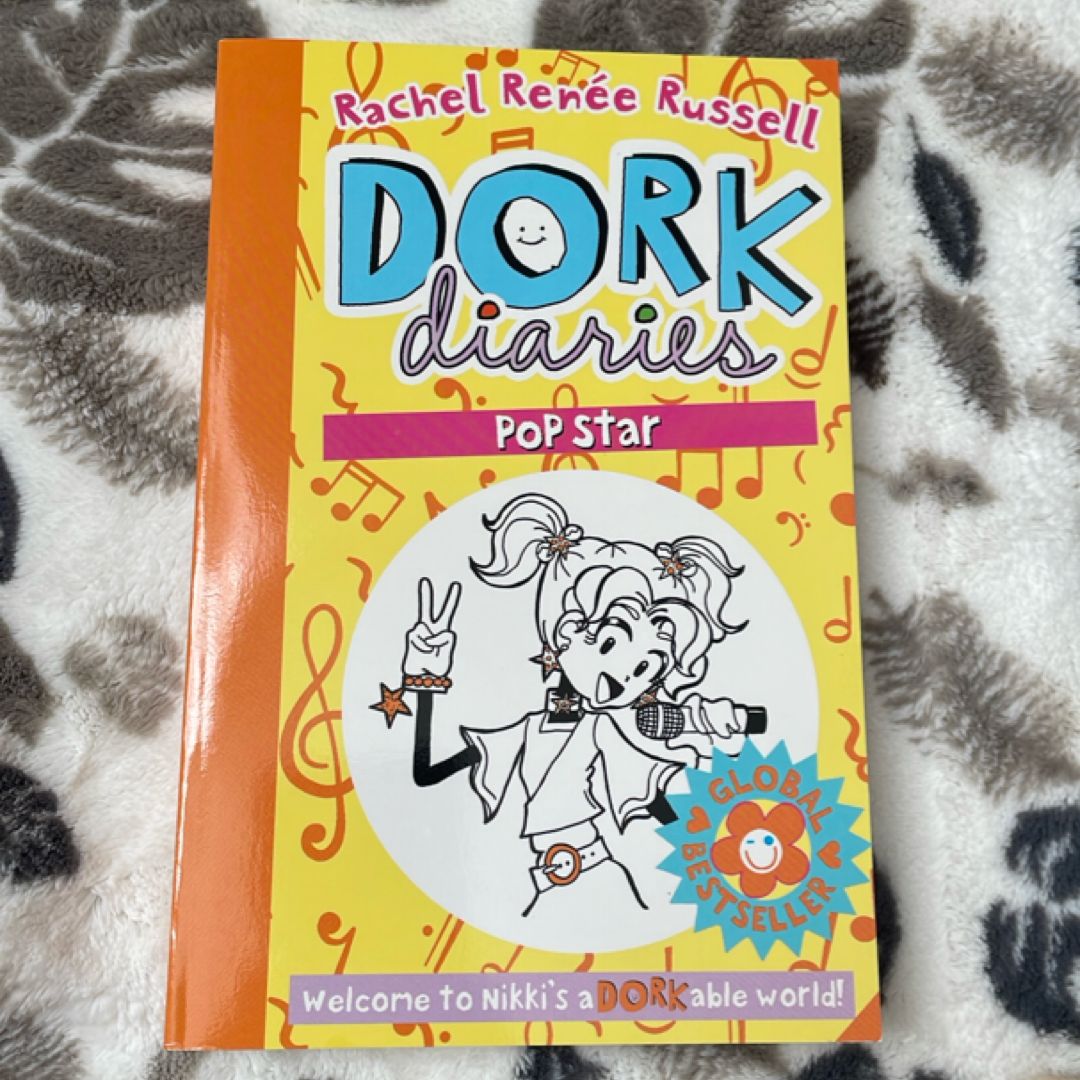 Rachel Renée Russell
DORK
diaries
POP Star
GLOBAL
BESTSELLER
Welcome to Nikki's aDORKable world!